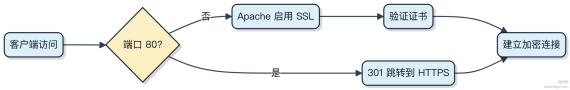 客户端访问
端口 80?
否
是
Apache 启用 SSL
验证证书
301 跳转到 HTTPS
建立加密连接